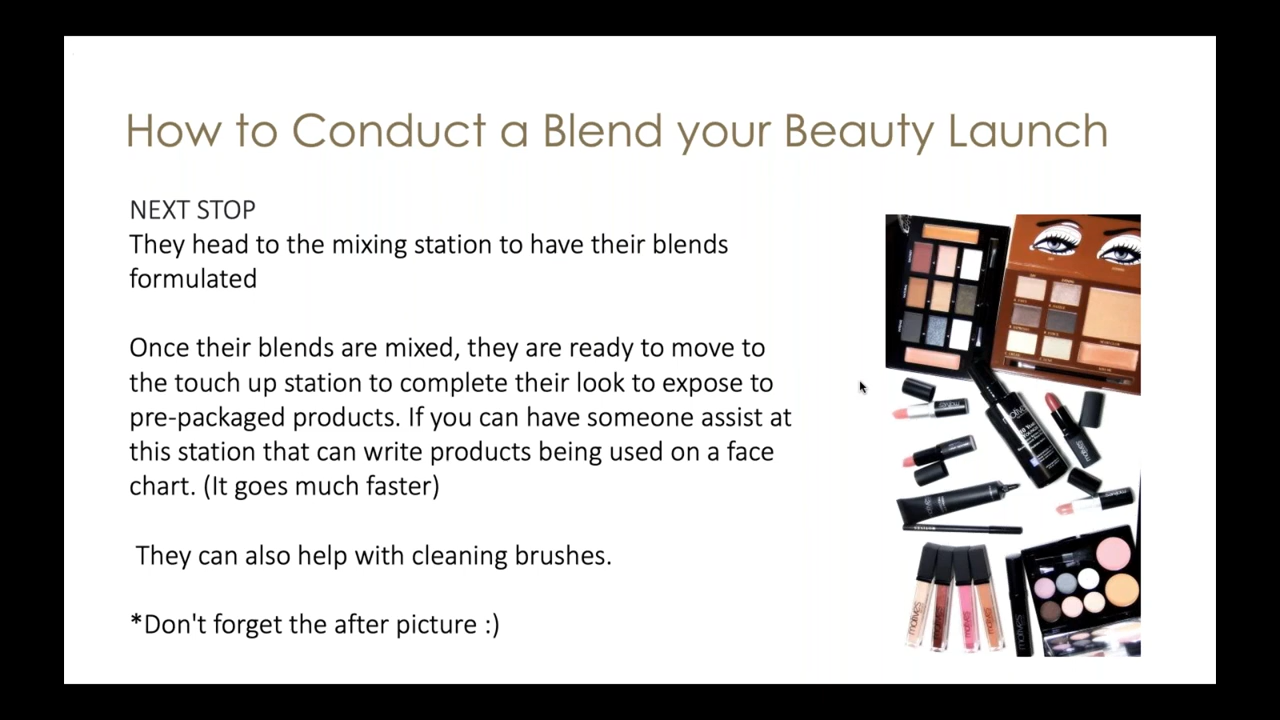 How to Conduct a Blend your Beauty Launch
NEXT STOP
They head to the mixing station to have their blends
formulated
Once their blends are mixed, they are ready to move to
the touch up station to complete their look to expose to
pre-packaged products. If you can have someone assist at
this station that can write products being used on a face
chart. (It goes much faster)
They can also help with cleaning brushes.
*Don't forget the after picture :)
motives
motives
motives
motives